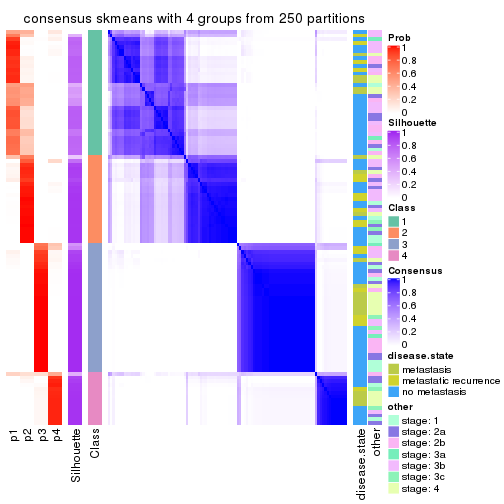 consensus skmeans with 4 groups from 250 partitions
Prob
1
0.8
0.6
0.4
0.2
0
Silhouette
1
0.8
0.6
0.4
0.2
0
Class
1
2
3
4
Consensus
1
0.8
0.6
0.4
0.2
0
disease.state
metastasis
metastatic recurrence
no metastasis
other
stage: 1
stage: 2a
stage: 2b
stage: 3a
stage: 3b
stage: 3c
stage: 4
p1
p2
p3
p4
Silhouette
Class
disease.state
other